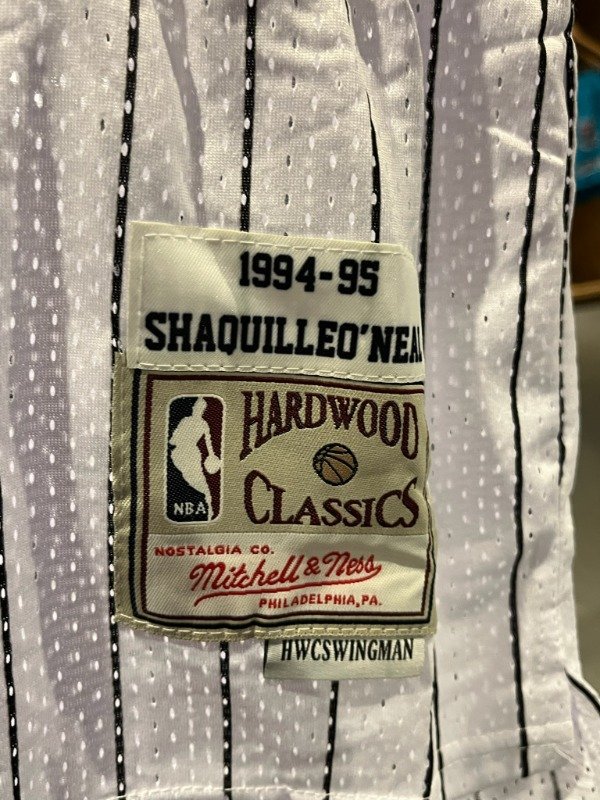 1994-95
SHAQUILLEO'NEAL
NBA
HARDWOOD
CLASSICS
NOSTALGIA CO.
Mitchell & Ness
PHILADELPHIA, PA.
HWCSWINGMAN